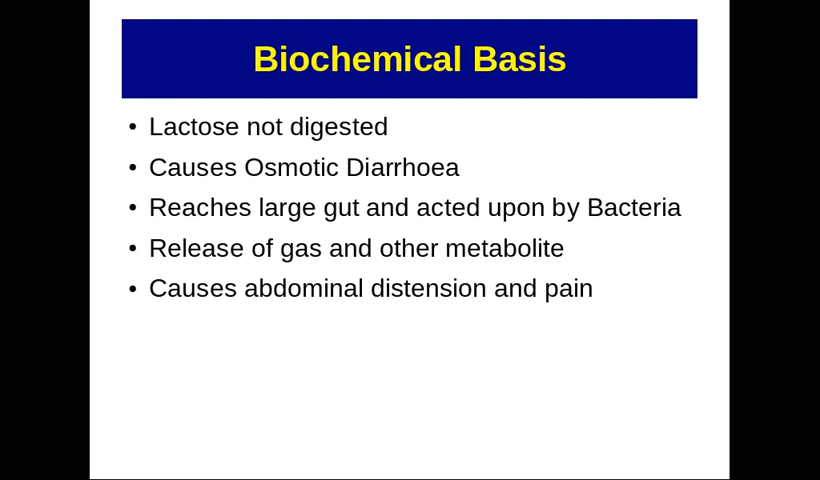 Biochemical Basis
• Lactose not digested
• Causes Osmotic Diarrhoea
• Reaches large gut and acted upon by Bacteria
• Release of gas and other metabolite
• Causes abdominal distension and pain